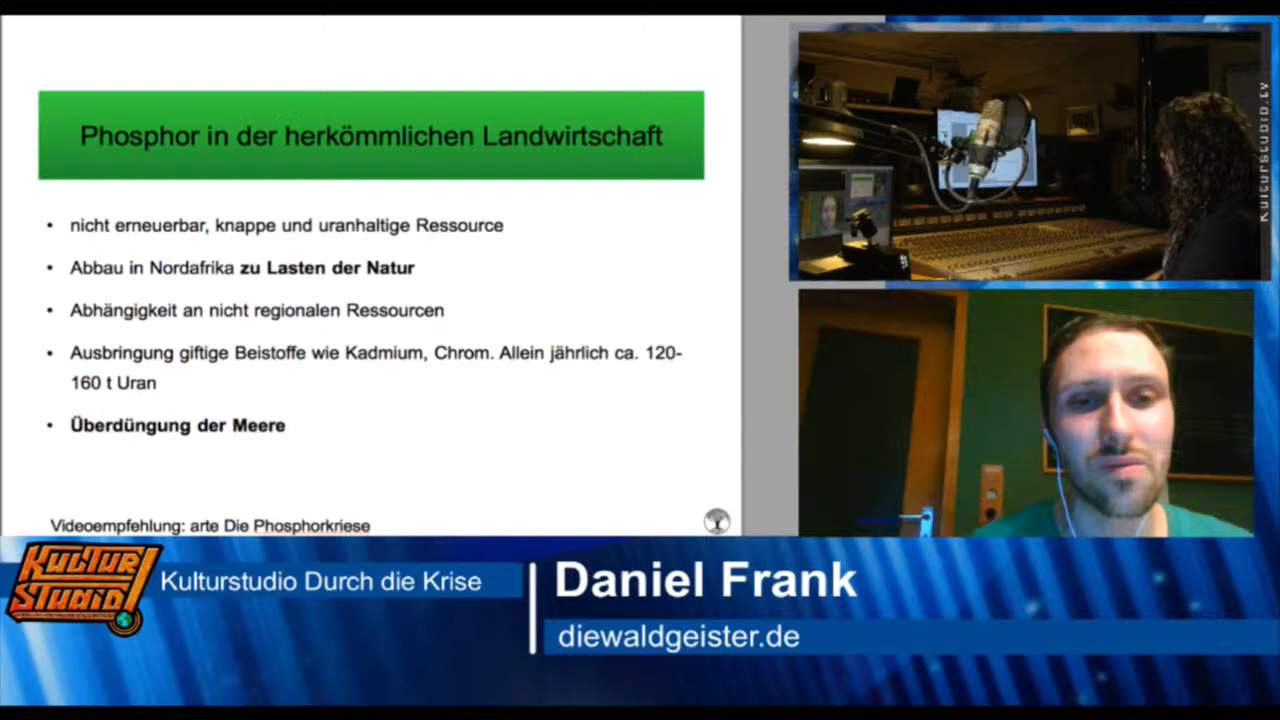 Phosphor in der herkömmlichen Landwirtschaft
• nicht erneuerbar, knappe und uranhaltige Ressource
• Abbau in Nordafrika zu Lasten der Natur
• Abhängigkeit an nicht regionalen Ressourcen
• Ausbringung giftige Beistoffe wie Kadmium, Chrom. Allein jährlich ca. 120-
160 t Uran
• Überdüngung der Meere
Videoempfehlung: arte Die Phosphorkriese
Kulturstudio.tv
KULTUR
STUDIO!
Kulturstudio Durch die Krise
Daniel Frank
diewaldgeister.de